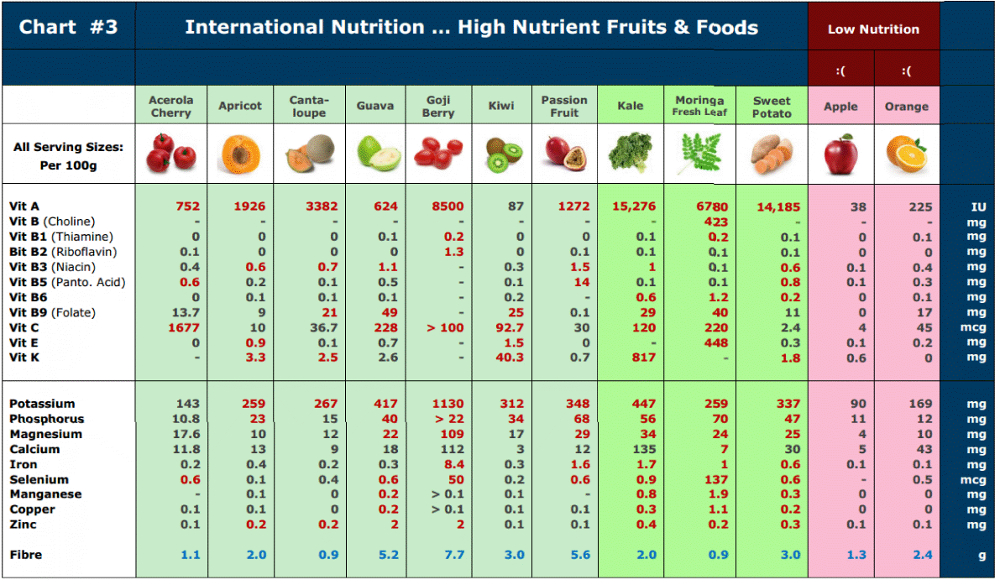 Chart #3 International Nutrition ... High Nutrient Fruits & Foods Low Nutrition
:( :(
Acerola Cherry Apricot Canta-loupe Guava Goji Berry Kiwi Passion Fruit Kale Moringa Fresh Leaf Sweet Potato Apple Orange
All Serving Sizes:
Per 100g
Vit A 752 1926 3382 624 8500 87 1272 15,276 6780 14,185 38 225 IU
Vit B (Choline) - - - - - - - - 423 - - - mg
Vit B1 (Thiamine) 0 0 0 0.1 0.2 0 0 0.1 0.2 0.1 0 0.1 mg
Bit B2 (Riboflavin) 0.1 0 0 0 1.3 0 0.1 0.1 0.1 0.1 0 0 mg
Vit B3 (Niacin) 0.4 0.6 0.7 1.1 - 0.3 1.5 1 0.1 0.6 0.1 0.4 mg
Vit B5 (Panto. Acid) 0.6 0.2 0.1 0.5 - 0.1 14 0.1 0.1 0.8 0.1 0.3 mg
Vit B6 0 0.1 0.1 0.1 - 0.2 - 0.6 1.2 0.2 0 0.1 mg
Vit B9 (Folate) 13.7 9 21 49 - 25 0.1 29 40 11 0 17 mg
Vit C 1677 10 36.7 228 > 100 92.7 30 120 220 2.4 4 45 mcg
Vit E 0 0.9 0.1 0.7 - 1.5 0 - 448 0.3 0.1 0.2 mg
Vit K - 3.3 2.5 2.6 - 40.3 0.7 817 - 1.8 0.6 0 mg
Potassium 143 259 267 417 1130 312 348 447 259 337 90 169 mg
Phosphorus 10.8 23 15 40 > 22 34 68 56 70 47 11 12 mg
Magnesium 17.6 10 12 22 109 17 29 34 24 25 4 10 mg
Calcium 11.8 13 9 18 112 3 12 135 7 30 5 43 mg
Iron 0.2 0.4 0.2 0.3 8.4 0.3 1.6 1.7 1 0.6 0.1 0.1 mg
Selenium 0.6 0.1 0.4 0.6 50 0.2 0.6 0.9 137 0.6 - 0.5 mcg
Manganese - 0.1 0 0.2 > 0.1 0.1 - 0.8 1.9 0.3 0 0 mg
Copper 0.1 0.1 0 0.2 > 0.1 0.1 0.1 0.3 1.1 0.2 0 0 mg
Zinc 0.1 0.2 0.2 2 2 0.1 0.1 0.4 0.2 0.3 0.1 0.1 mg
Fibre 1.1 2.0 0.9 5.2 7.7 3.0 5.6 2.0 0.9 3.0 1.3 2.4 g